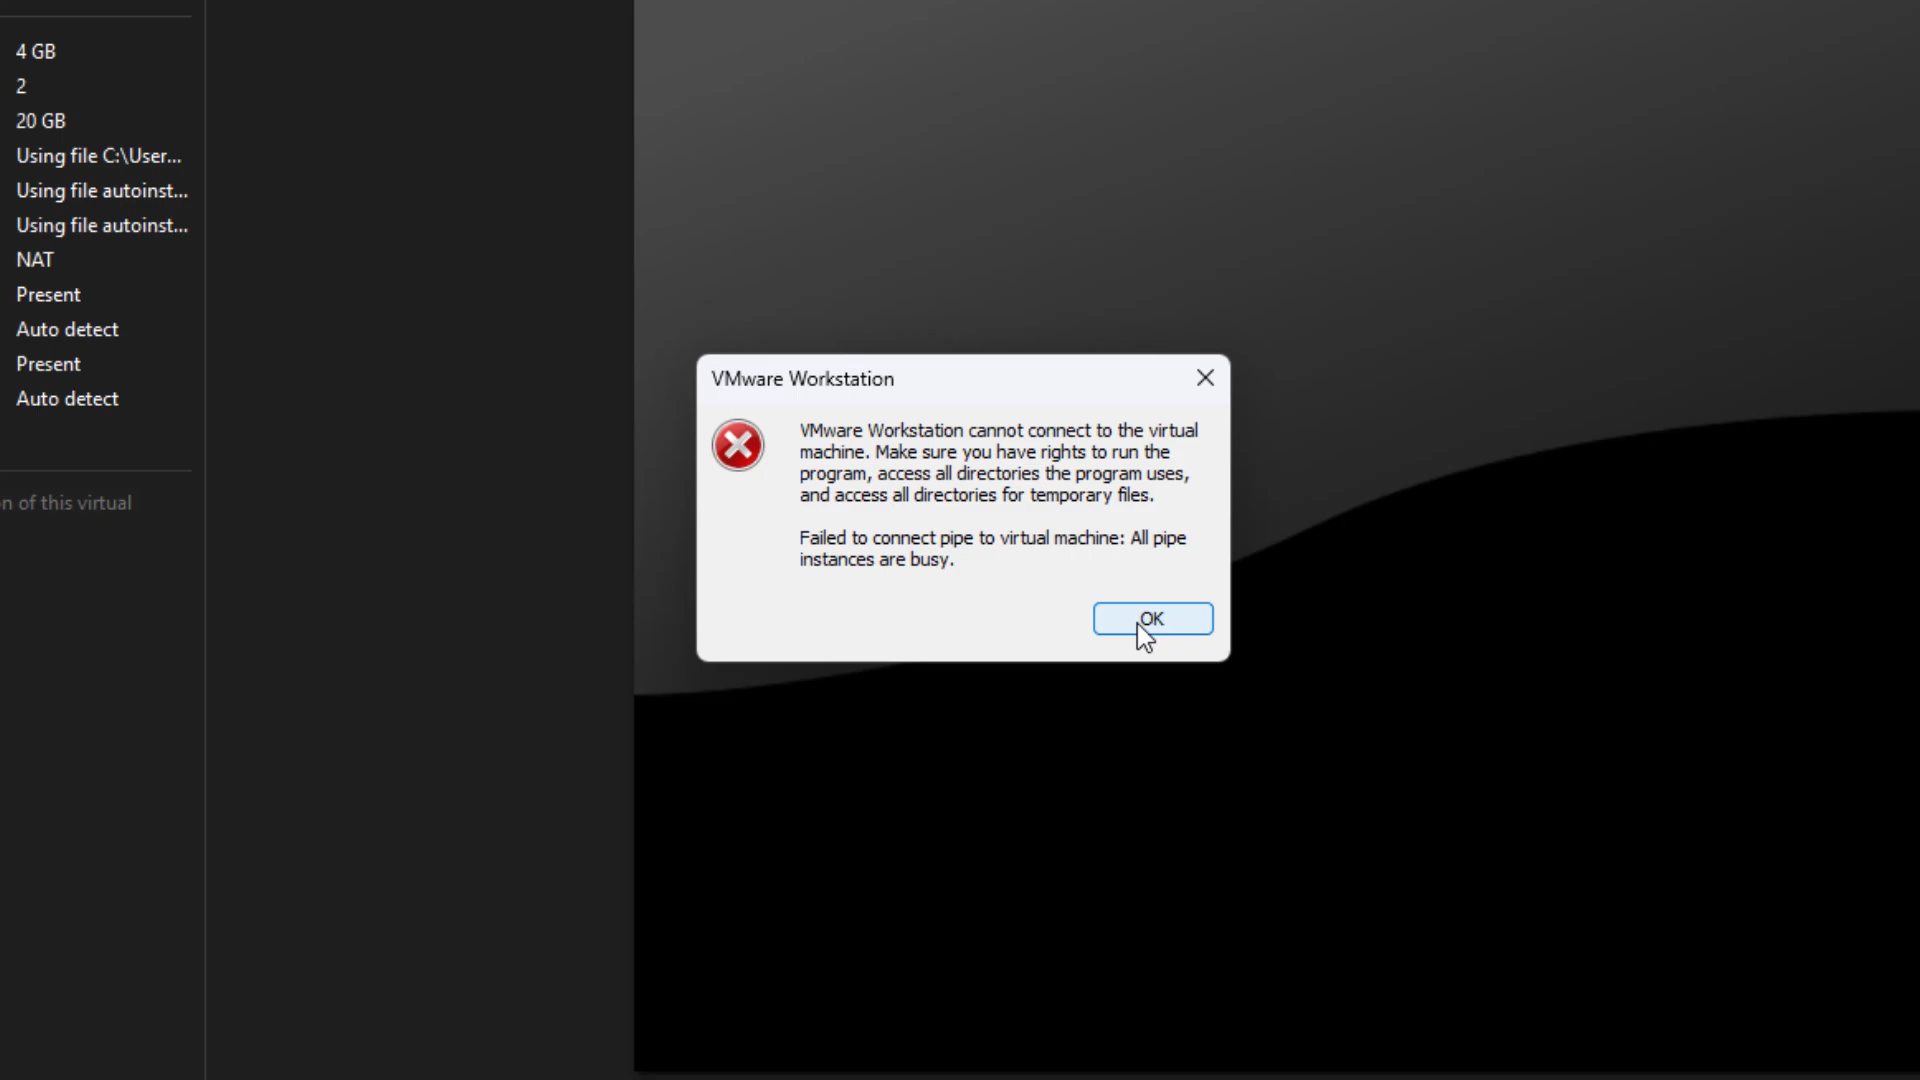 4 GB
2
20 GB
Using file C:\User...
Using file autoinst...
Using file autoinst...
NAT
Present
Auto detect
Present
Auto detect
n of this virtual
VMware Workstation
VMware Workstation cannot connect to the virtual
machine. Make sure you have rights to run the
program, access all directories the program uses,
and access all directories for temporary files.
Failed to connect pipe to virtual machine: All pipe
instances are busy.
OK